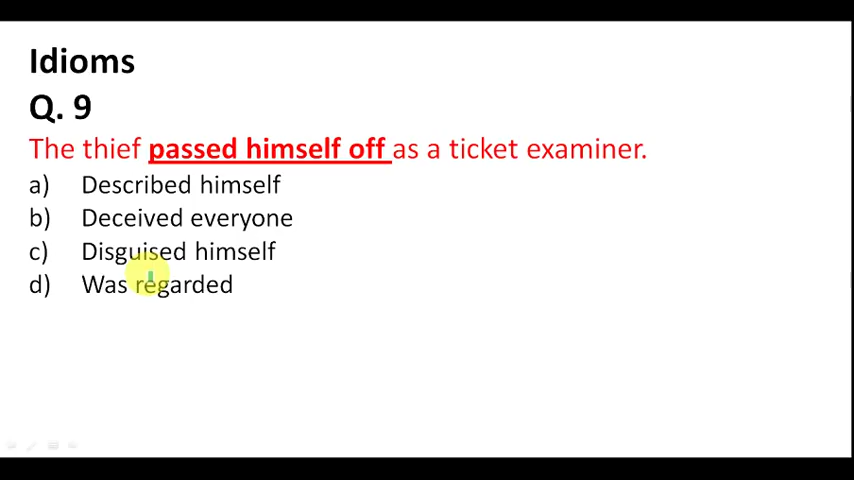 Idioms
Q. 9
The thief passed himself off as a ticket examiner.
a) Described himself
b) Deceived everyone
c) Disguised himself
d) Was regarded